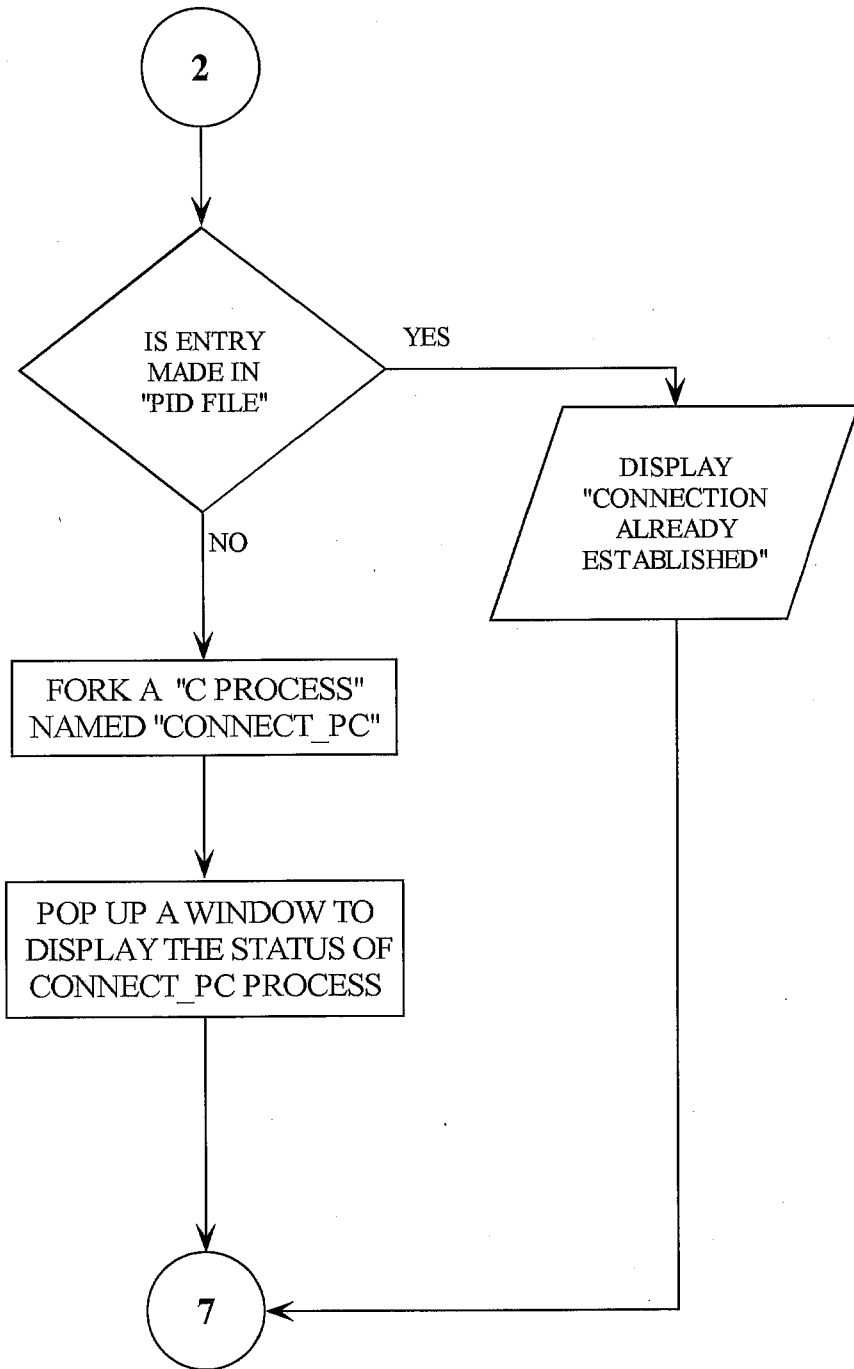 2
IS ENTRY
MADE IN
"PID FILE"
YES
DISPLAY
"CONNECTION
ALREADY
ESTABLISHED"
NO
FORK A "C PROCESS"
NAMED "CONNECT_PC"
POP UP A WINDOW TO
DISPLAY THE STATUS OF
CONNECT_PC PROCESS
7